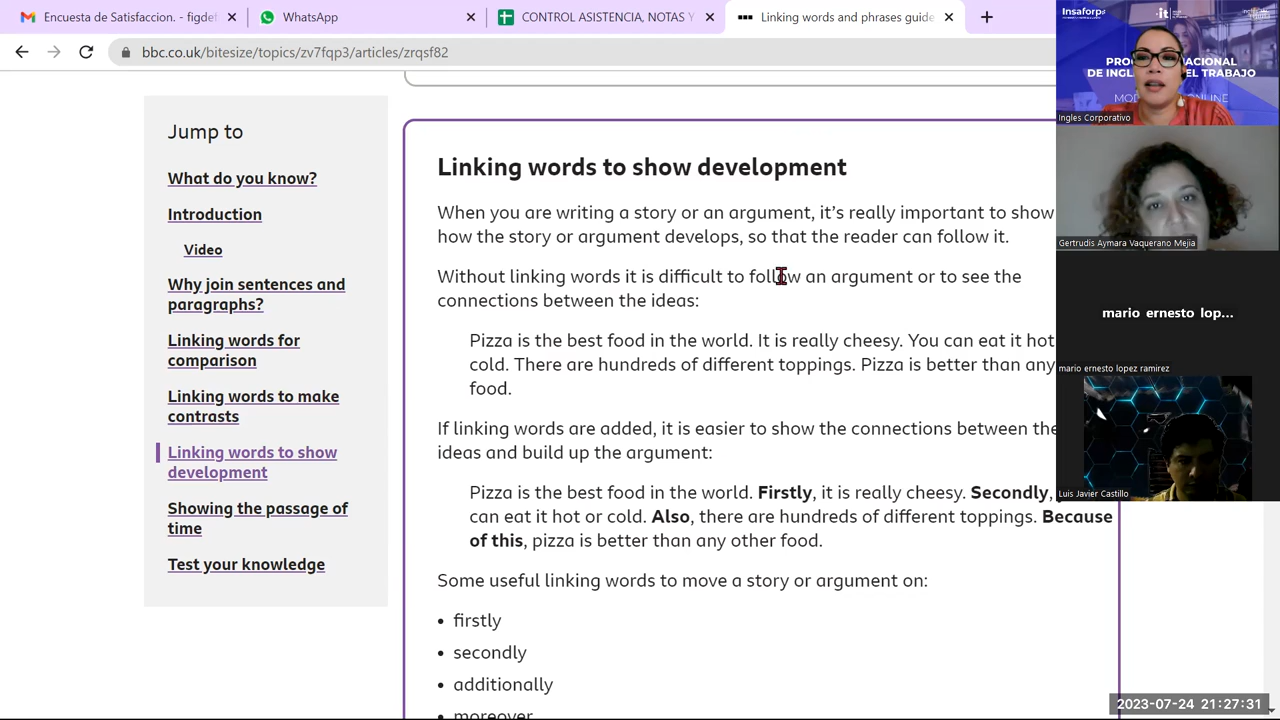 Encuesta de Satisfaccion. - figdef
WhatsApp
CONTROL ASISTENCIA, NOTAS Y
Linking words and phrases guide
bbc.co.uk/bitesize/topics/zv7fqp3/articles/zrqsf82
Jump to
What do you know?
Introduction
Video
Why join sentences and
paragraphs?
Linking words for
comparison
Linking words to make
contrasts
Linking words to show
development
Showing the passage of
time
Test your knowledge
Linking words to show development
When you are writing a story or an argument, it's really important to show
how the story or argument develops, so that the reader can follow it.
Without linking words it is difficult to follow an argument or to see the
connections between the ideas:
Pizza is the best food in the world. It is really cheesy. You can eat it hot
cold. There are hundreds of different toppings. Pizza is better than any
food.
If linking words are added, it is easier to show the connections between the
ideas and build up the argument:
Pizza is the best food in the world. Firstly, it is really cheesy. Secondly,
can eat it hot or cold. Also, there are hundreds of different toppings. Because
of this, pizza is better than any other food.
Some useful linking words to move a story or argument on:
• firstly
• secondly
• additionally
• moreover
Insaforp
Ingles Corporativo
Gertrudis Aymara Vaquerano Mejia
mario ernesto lop...
mario ernesto lopez ramirez
Luis Javier Castillo
2023-07-24 21:27:31